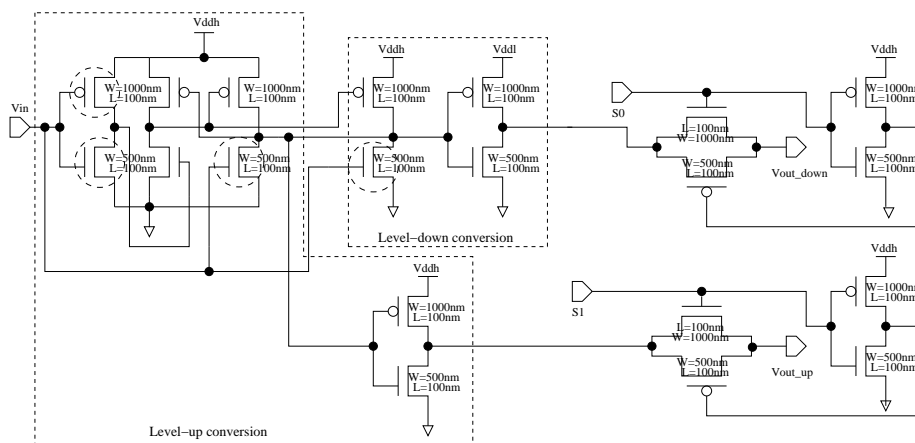 Vddh
Vddh
Vddl
Vddh
W=1000nm
L=100nm
W=1000nm
L=100nm
W=1000nm
L=100nm
W=1000nm
L=100nm
W=1000nm
L=100nm
Vin
S0
L=100nm
W=1000nm
W=500nm
L=100nm
W=500nm
L=100nm
W=500nm
L=100nm
W=500nm
L=100nm
W=500nm
L=100nm
W=500nm
L=100nm
Vout_down
Level−down conversion
Vddh
Vddh
S1
W=1000nm
L=100nm
W=1000nm
L=100nm
L=100nm
W=1000nm
W=500nm
L=100nm
W=500nm
L=100nm
W=500nm
L=100nm
Vout_up
Level−up conversion